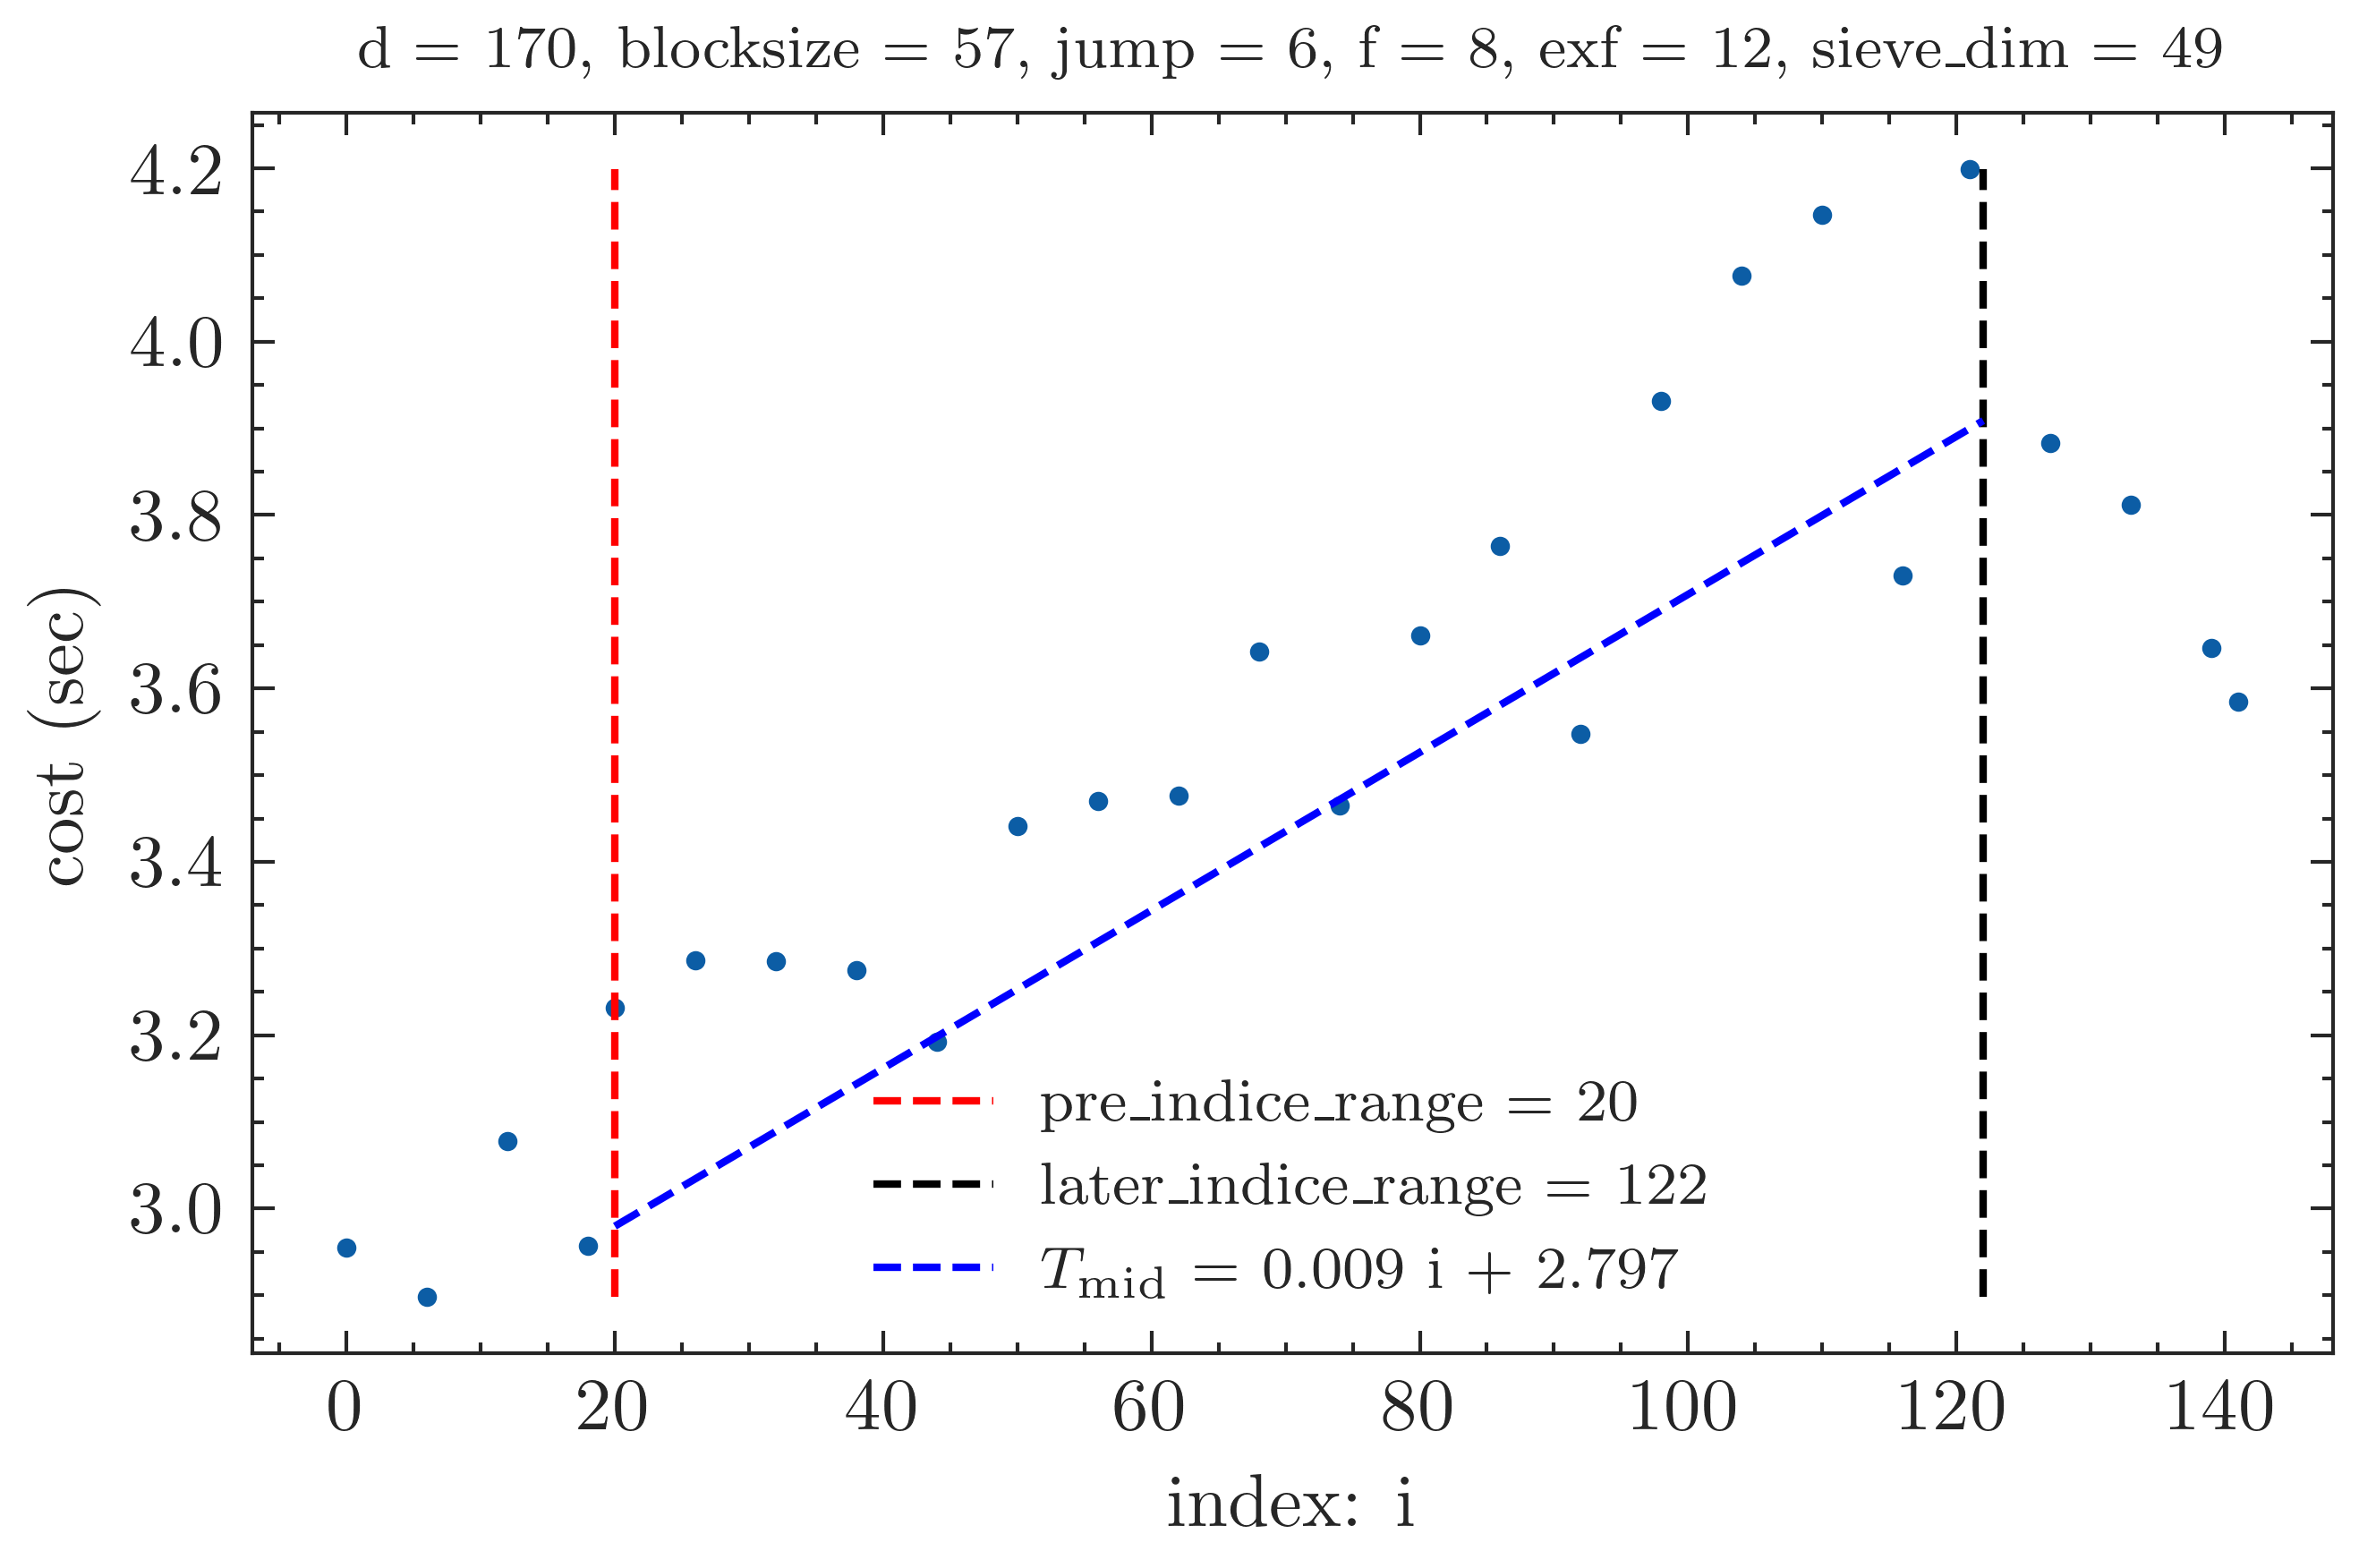 d = 170, blocksize = 57, jump = 6, f = 8, exf = 12, sieve_dim = 49
4.2
4.0
3.8
3.6
3.4
3.2
3.0
cost (sec)
pre_indice_range = 20
later_indice_range = 122
T_mid = 0.009 i + 2.797
0 20 40 60 80 100 120 140
index: i